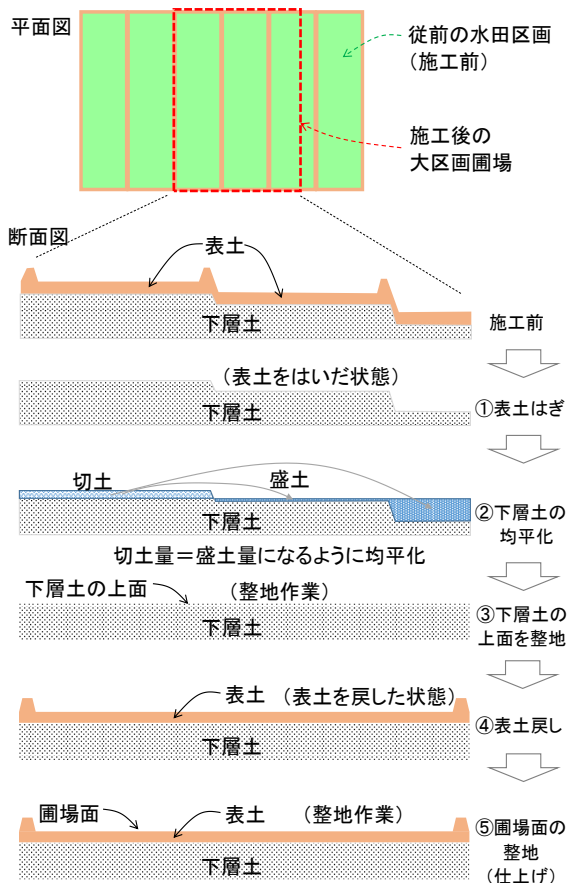 平面図
従前の水田区画
（施工前）
施工後の
大区画圃場
断面図
表土
下層土
施工前
（表土をはいだ状態）
下層土
①表土はぎ
切土
盛土
下層土
②下層土の
均平化
切土量＝盛土量になるように均平化
下層土の上面
（整地作業）
下層土
③下層土の
上面を整地
表土
（表土を戻した状態）
下層土
④表土戻し
圃場面
表土
（整地作業）
下層土
⑤圃場面の
整地
（仕上げ）